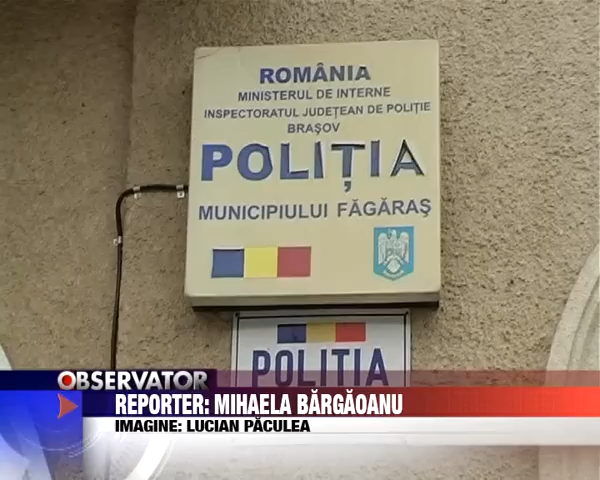 ROMÂNIA
MINISTERUL DE INTERNE
INSPECTORATUL JUDEȚEAN DE POLIȚIE
BRAȘOV
POLIȚIA
MUNICIPIULUI FĂGĂRAȘ
POLIȚIA
OBSERVATOR
REPORTER: MIHAELA BĂRGĂOANU
IMAGINE: LUCIAN PĂCULEA